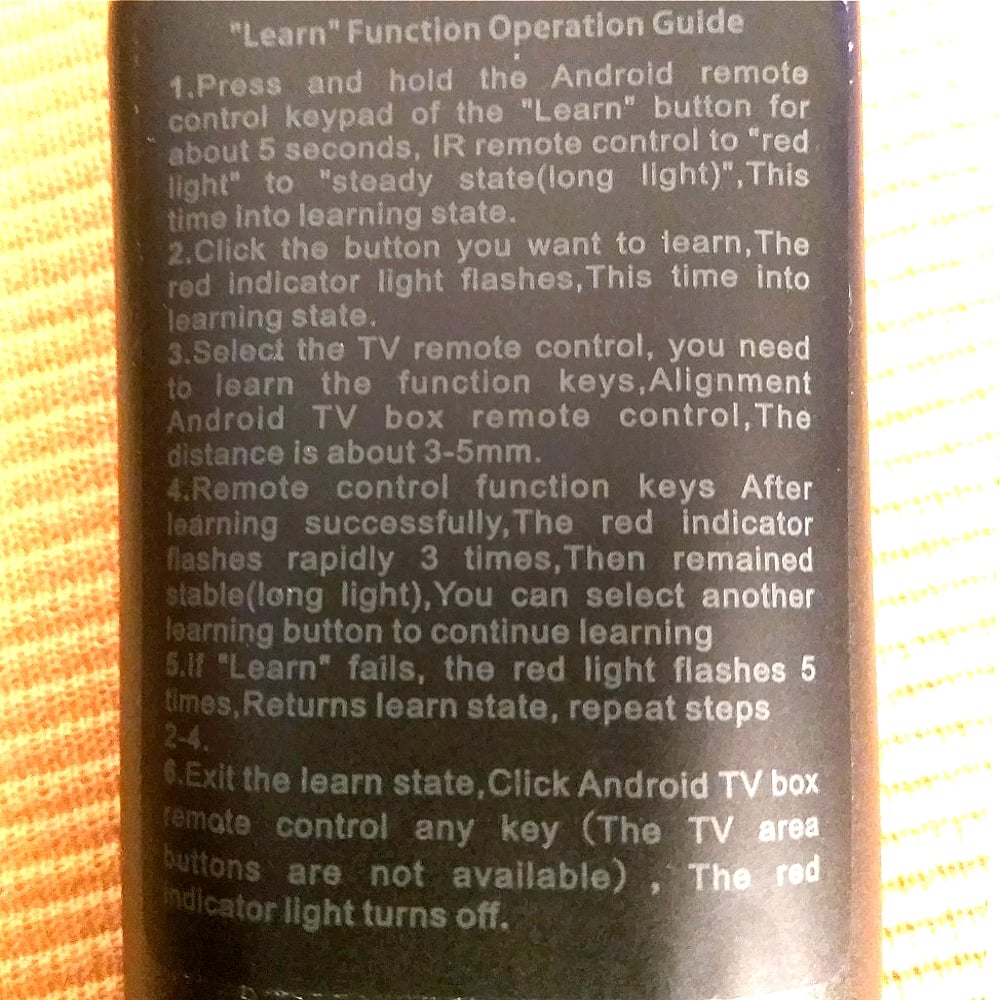 "Learn" Function Operation Guide
1.Press and hold the Android remote
control keypad of the "Learn" button for
about 5 seconds, IR remote control to "red
light" to "steady state(long light)",This
time into learning state.
2.Click the button you want to learn,The
red indicator light flashes,This time into
learning state.
3.Select the TV remote control, you need
to learn the function keys,Alignment
Android TV box remote control,The
distance is about 3-5mm.
4.Remote control function keys After
learning successfully,The red indicator
flashes rapidly 3 times,Then remained
stable(long light),You can select another
learning button to continue learning
5.If "Learn" fails, the red light flashes 5
times,Returns learn state, repeat steps
2-4.
6.Exit the learn state,Click Android TV box
remote control any key (The TV area
buttons are not available) , The red
indicator light turns off.